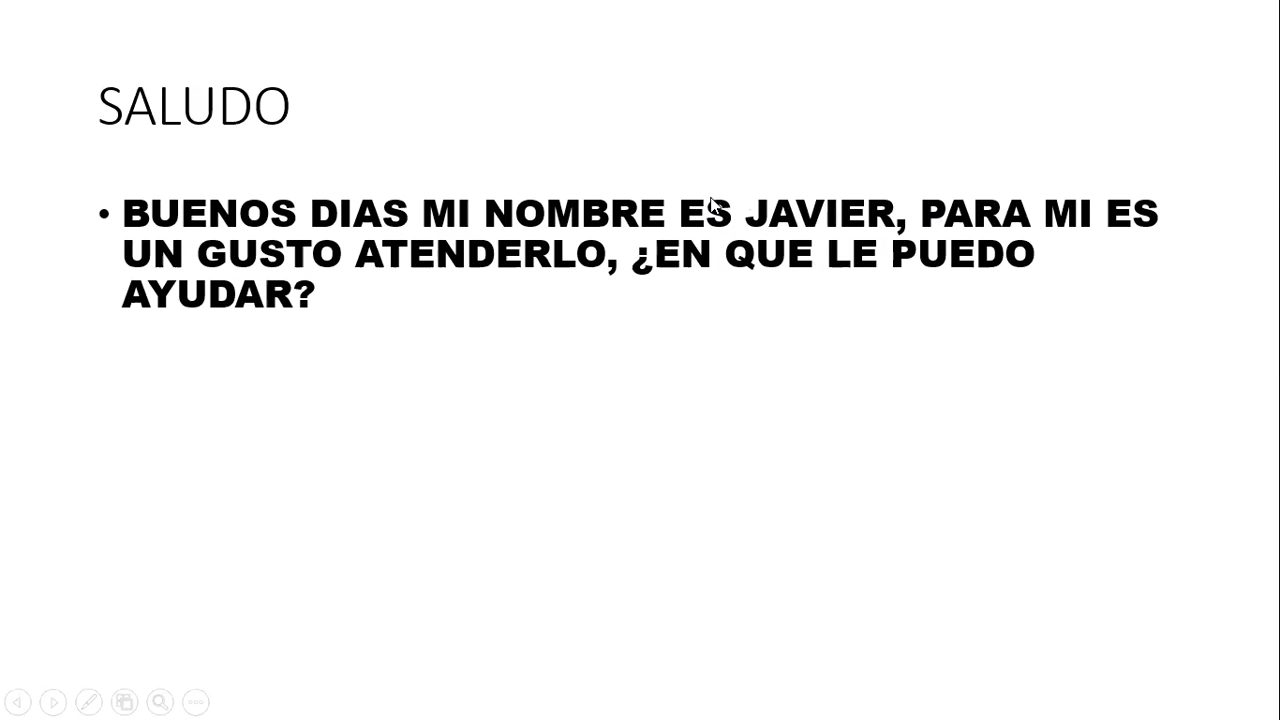 SALUDO
• BUENOS DIAS MI NOMBRE ES JAVIER, PARA MI ES
UN GUSTO ATENDERLO, ¿EN QUE LE PUEDO
AYUDAR?